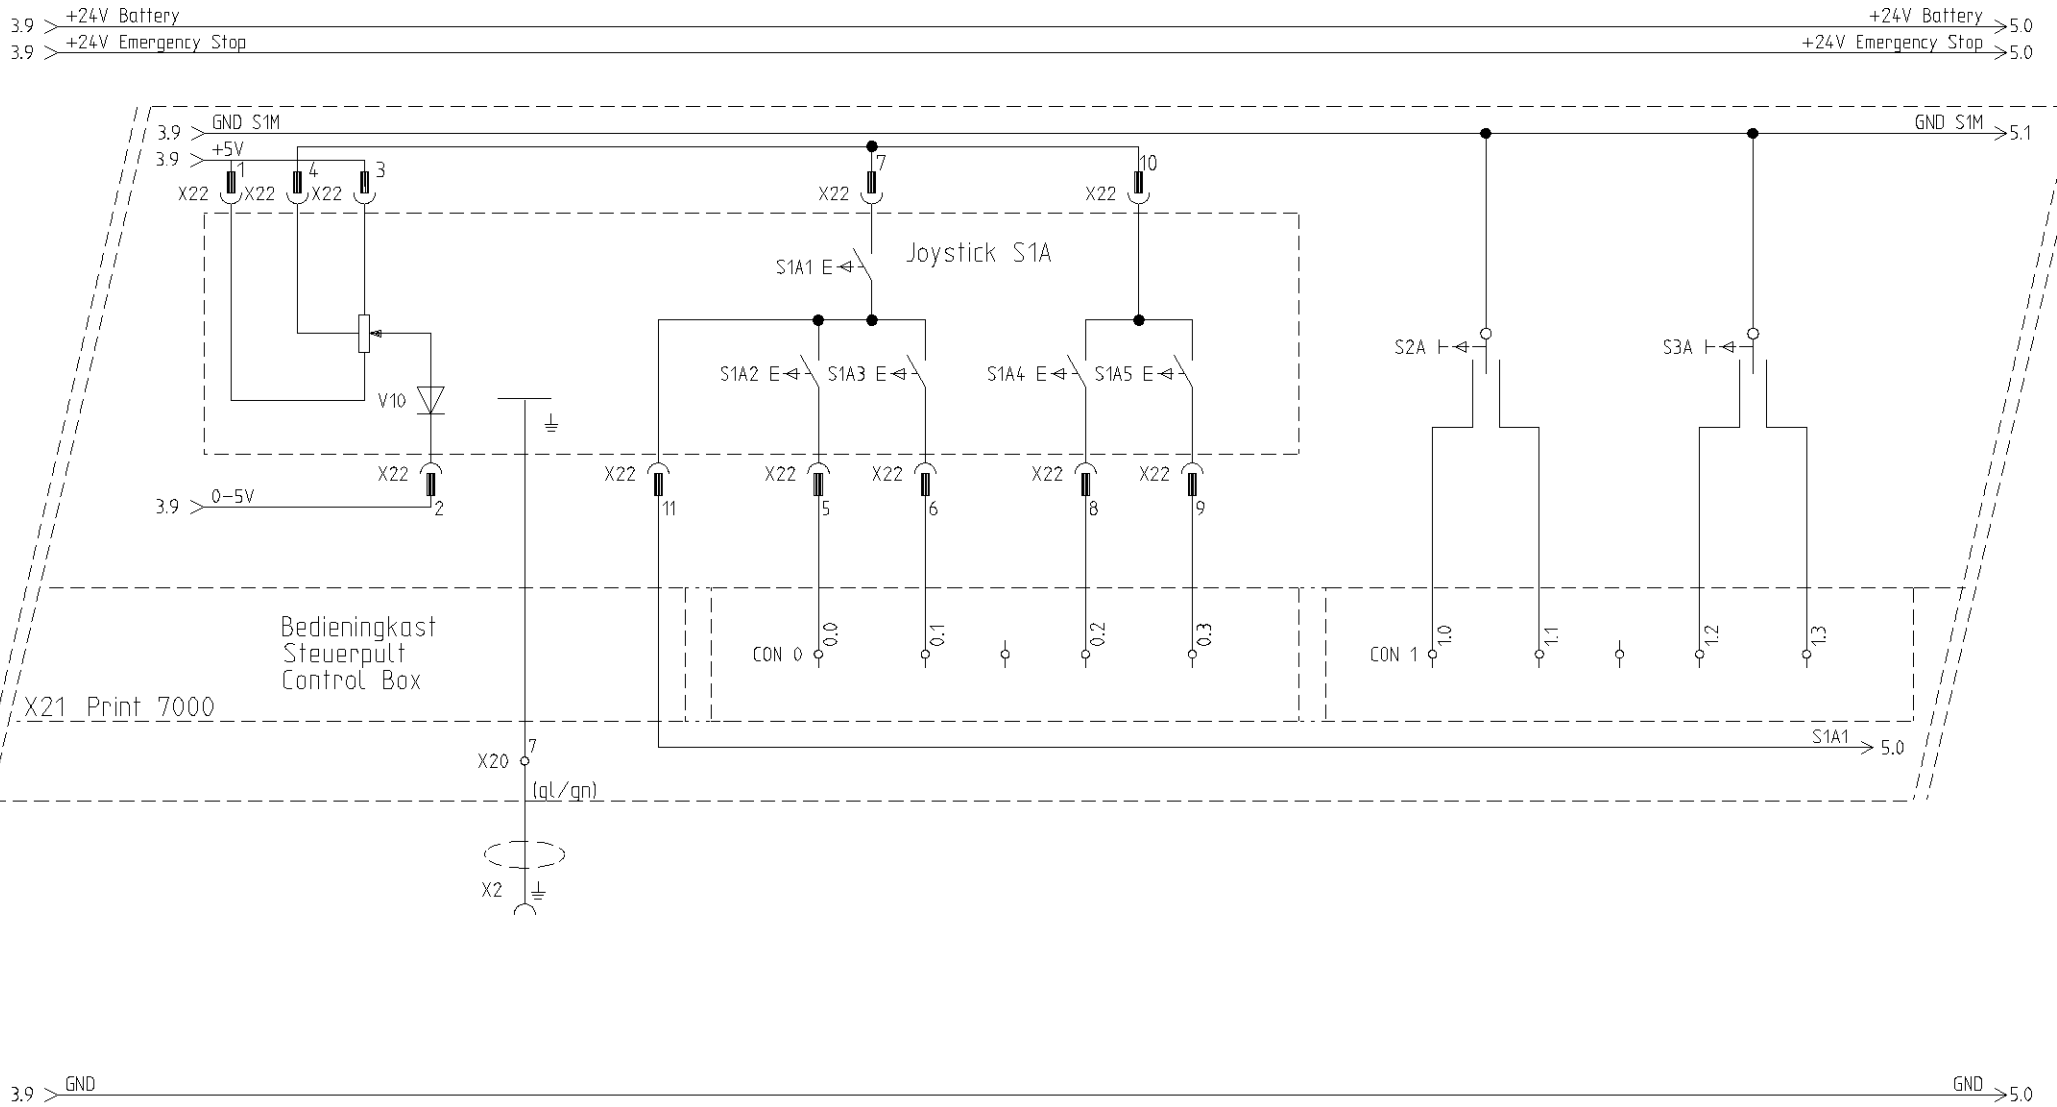 3.9 +24V Battery +24V Battery 5.0
3.9 +24V Emergency Stop +24V Emergency Stop 5.0
3.9 GND S1M GND S1M 5.1
3.9 +5V
1 4 3 7 10
X22 X22 X22 X22 X22
Joystick S1A
S1A1
S2A S3A
S1A2 S1A3 S1A4 S1A5
V10
X22 X22 X22 X22 X22 X22
3.9 0-5V 2 11 5 6 8 9
Bedieningkast
Steuerpult
Control Box
0.0 0.1 0.2 0.3 1.0 1.1 1.2 1.3
CON 0 CON 1
X21 Print 7000
S1A1 5.0
7
X20
(gl/gn)
X2
3.9 GND GND 5.0